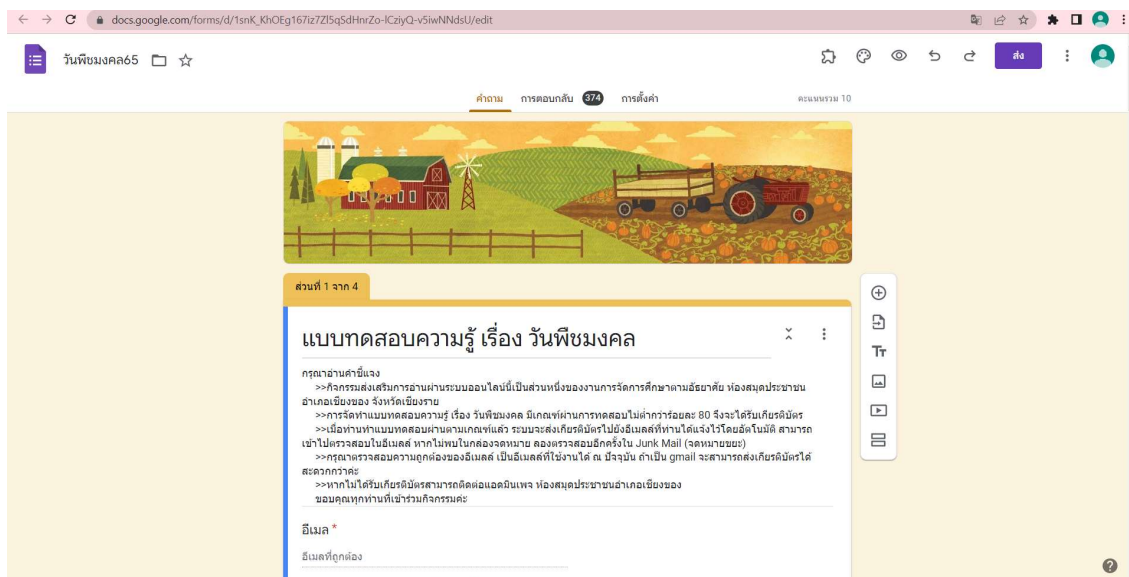 docs.google.com/forms/d/1snK_KhOEg167iz7Zl5qSdHnrZo-lCziyQ-v5iwNNdsU/edit
วันพืชมงคล65
ส่ง
คำถาม การตอบกลับ 374 การตั้งค่า
คะแนนรวม 10
ส่วนที่ 1 จาก 4
แบบทดสอบความรู้ เรื่อง วันพืชมงคล
กรุณาอ่านคำชี้แจง
>>กิจกรรมส่งเสริมการอ่านผ่านระบบออนไลน์นี้เป็นส่วนหนึ่งของงานการจัดการศึกษาตามอัธยาศัย ห้องสมุดประชาชน
อำเภอเชียงของ จังหวัดเชียงราย
>>การจัดทำแบบทดสอบความรู้ เรื่อง วันพืชมงคล มีเกณฑ์ผ่านการทดสอบไม่ต่ำกว่าร้อยละ 80 จึงจะได้รับเกียรติบัตร
>>เมื่อท่านทำแบบทดสอบผ่านตามเกณฑ์แล้ว ระบบจะส่งเกียรติบัตรไปยังอีเมลล์ที่ท่านได้แจ้งไว้โดยอัตโนมัติ สามารถ
เข้าไปตรวจสอบในอีเมลล์ หากไม่พบในกล่องจดหมาย ลองตรวจสอบอีกครั้งใน Junk Mail (จดหมายขยะ)
>>กรุณาตรวจสอบความถูกต้องของอีเมลล์ เป็นอีเมลล์ที่ใช้งานได้ ณ ปัจจุบัน ถ้าเป็น gmail จะสามารถส่งเกียรติบัตรได้
สะดวกกว่าค่ะ
>>หากไม่ได้รับเกียรติบัตรสามารถติดต่อแอดมินเพจ ห้องสมุดประชาชนอำเภอเชียงของ
ขอบคุณทุกท่านที่เข้าร่วมกิจกรรมค่ะ
อีเมล *
อีเมลที่ถูกต้อง